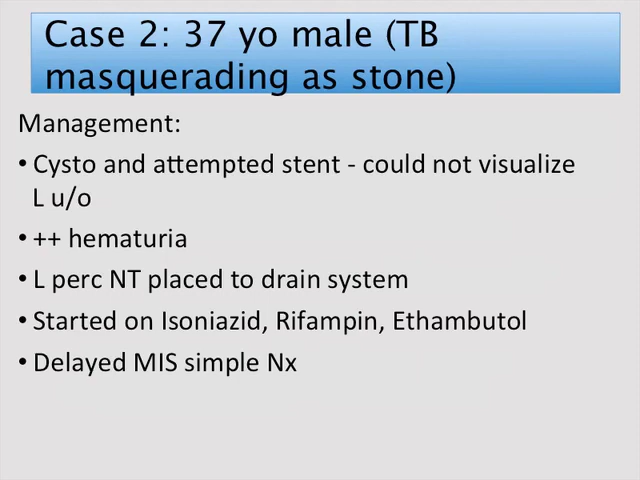 Case 2: 37 yo male (TB
masquerading as stone)
Management:
• Cysto and attempted stent - could not visualize
L u/o
• ++ hematuria
• L perc NT placed to drain system
• Started on Isoniazid, Rifampin, Ethambutol
• Delayed MIS simple Nx